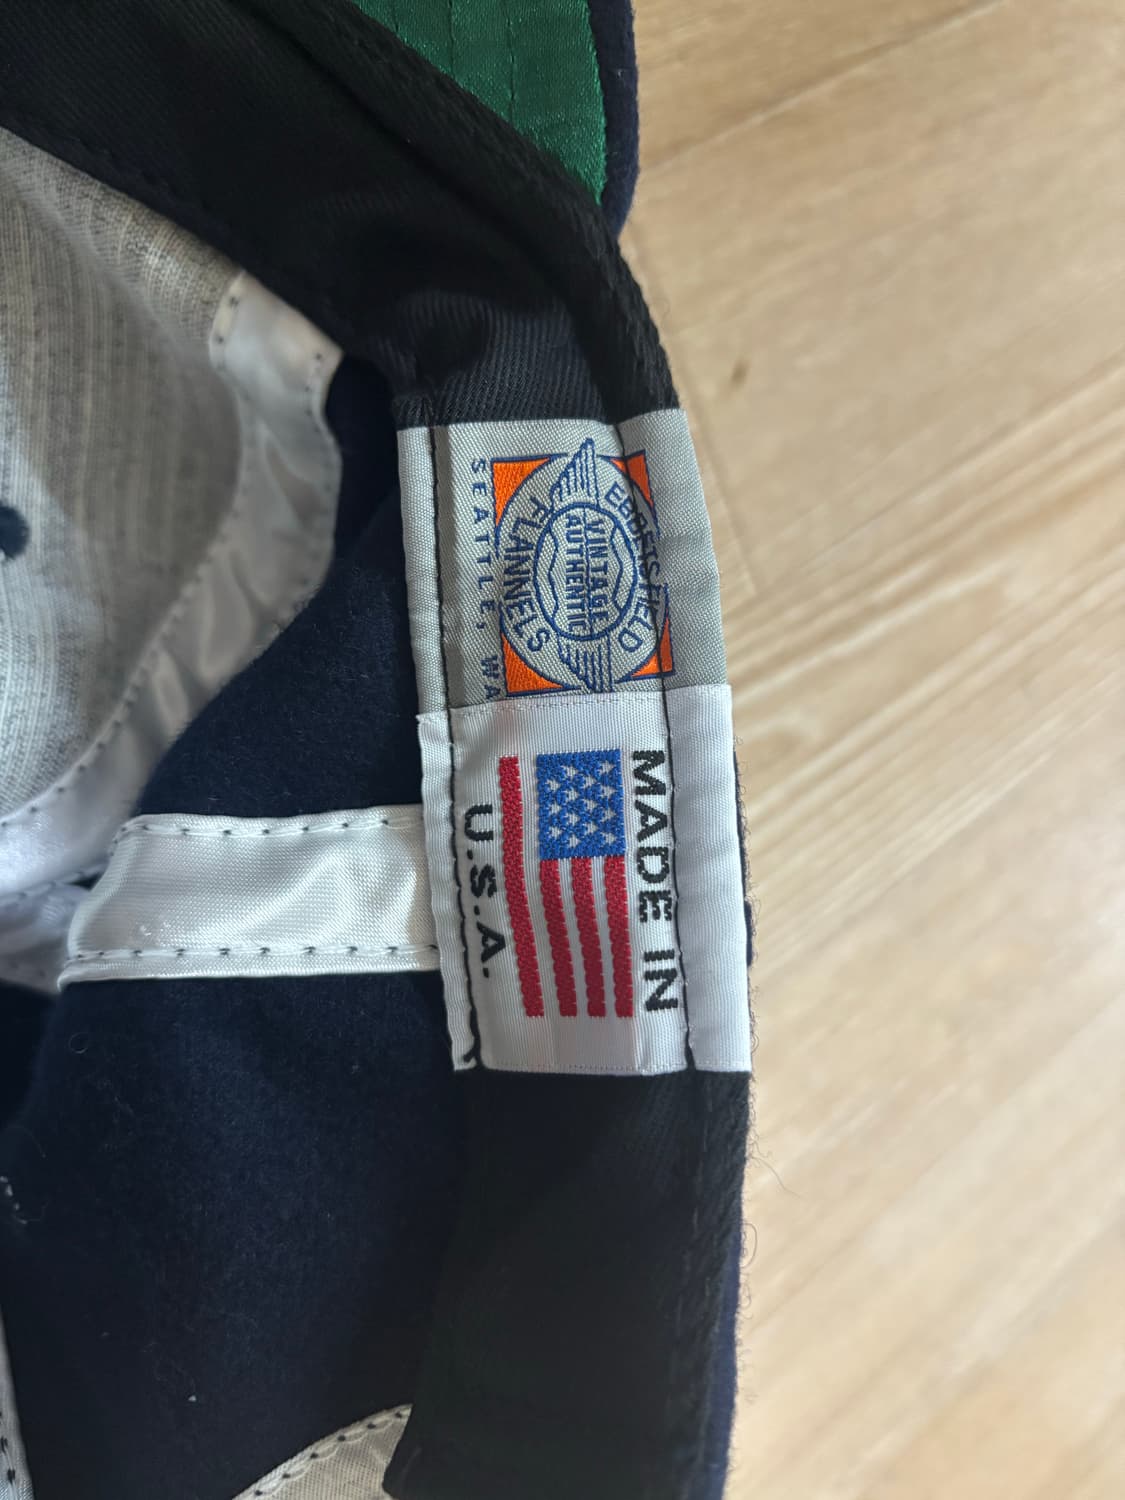 EBBETS FIELD
VINTAGE
AUTHENTIC
FLANNELS
SEATTLE, WA
MADE IN
U.S.A.